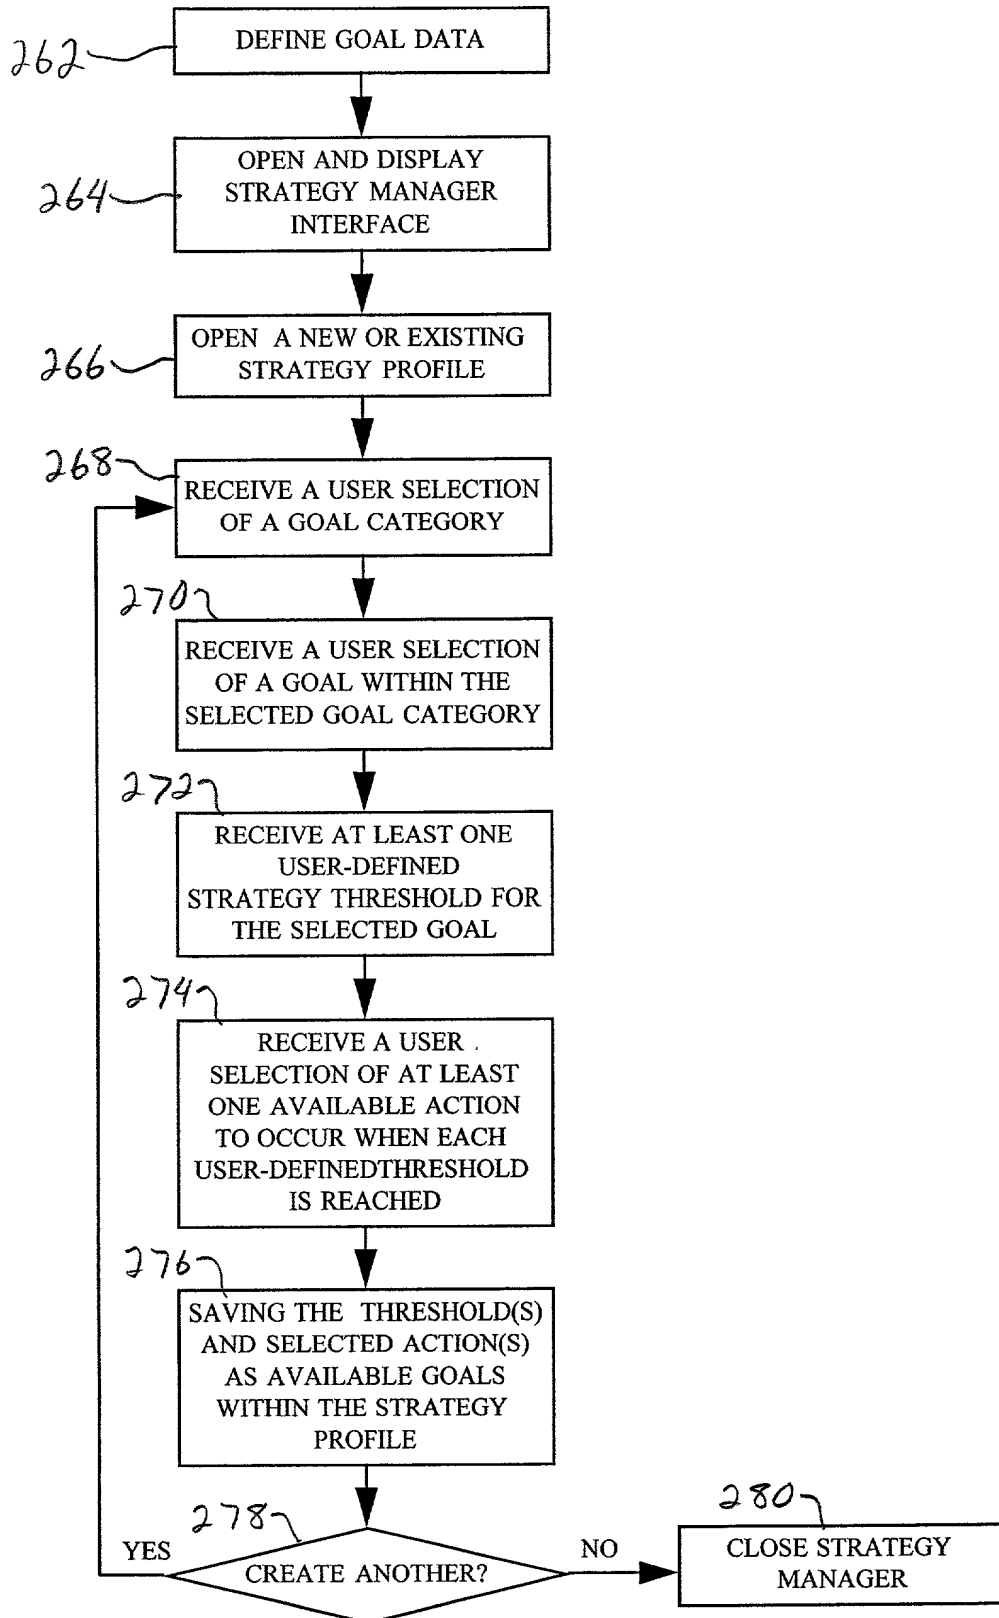 262
DEFINE GOAL DATA
264
OPEN AND DISPLAY
STRATEGY MANAGER
INTERFACE
266
OPEN A NEW OR EXISTING
STRATEGY PROFILE
268
RECEIVE A USER SELECTION
OF A GOAL CATEGORY
270
RECEIVE A USER SELECTION
OF A GOAL WITHIN THE
SELECTED GOAL CATEGORY
272
RECEIVE AT LEAST ONE
USER-DEFINED
STRATEGY THRESHOLD FOR
THE SELECTED GOAL
274
RECEIVE A USER
SELECTION OF AT LEAST
ONE AVAILABLE ACTION
TO OCCUR WHEN EACH
USER-DEFINEDTHRESHOLD
IS REACHED
276
SAVING THE THRESHOLD(S)
AND SELECTED ACTION(S)
AS AVAILABLE GOALS
WITHIN THE STRATEGY
PROFILE
278
YES
CREATE ANOTHER?
NO
280
CLOSE STRATEGY
MANAGER